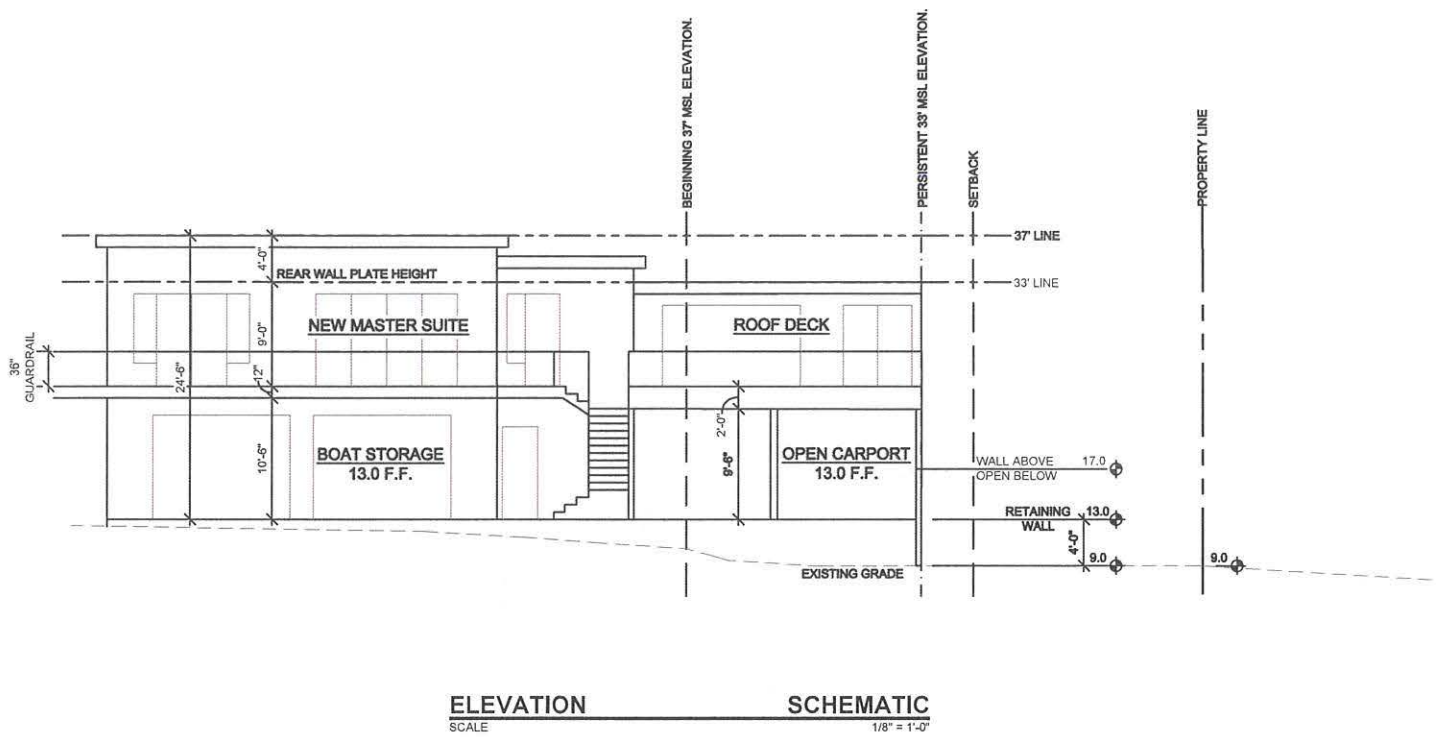 BEGINNING 37' MSL ELEVATION.
PERSISTENT 33' MSL ELEVATION.
SETBACK
PROPERTY LINE
37' LINE
4'-0"
REAR WALL PLATE HEIGHT
33' LINE
NEW MASTER SUITE
ROOF DECK
9'-0"
36"
GUARDRAIL
24'-6"
12"
2'-0"
10'-6"
BOAT STORAGE
13.0 F.F.
9'-6"
OPEN CARPORT
13.0 F.F.
WALL ABOVE 17.0
OPEN BELOW
RETAINING 13.0
WALL
4'-0"
9.0
9.0
EXISTING GRADE
ELEVATION SCHEMATIC
SCALE 1/8" = 1'-0"